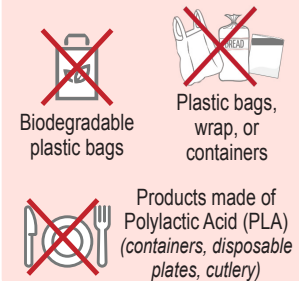 BREAD
Biodegradable
plastic bags
Plastic bags,
wrap, or
containers
Products made of
Polylactic Acid (PLA)
(containers, disposable
plates, cutlery)